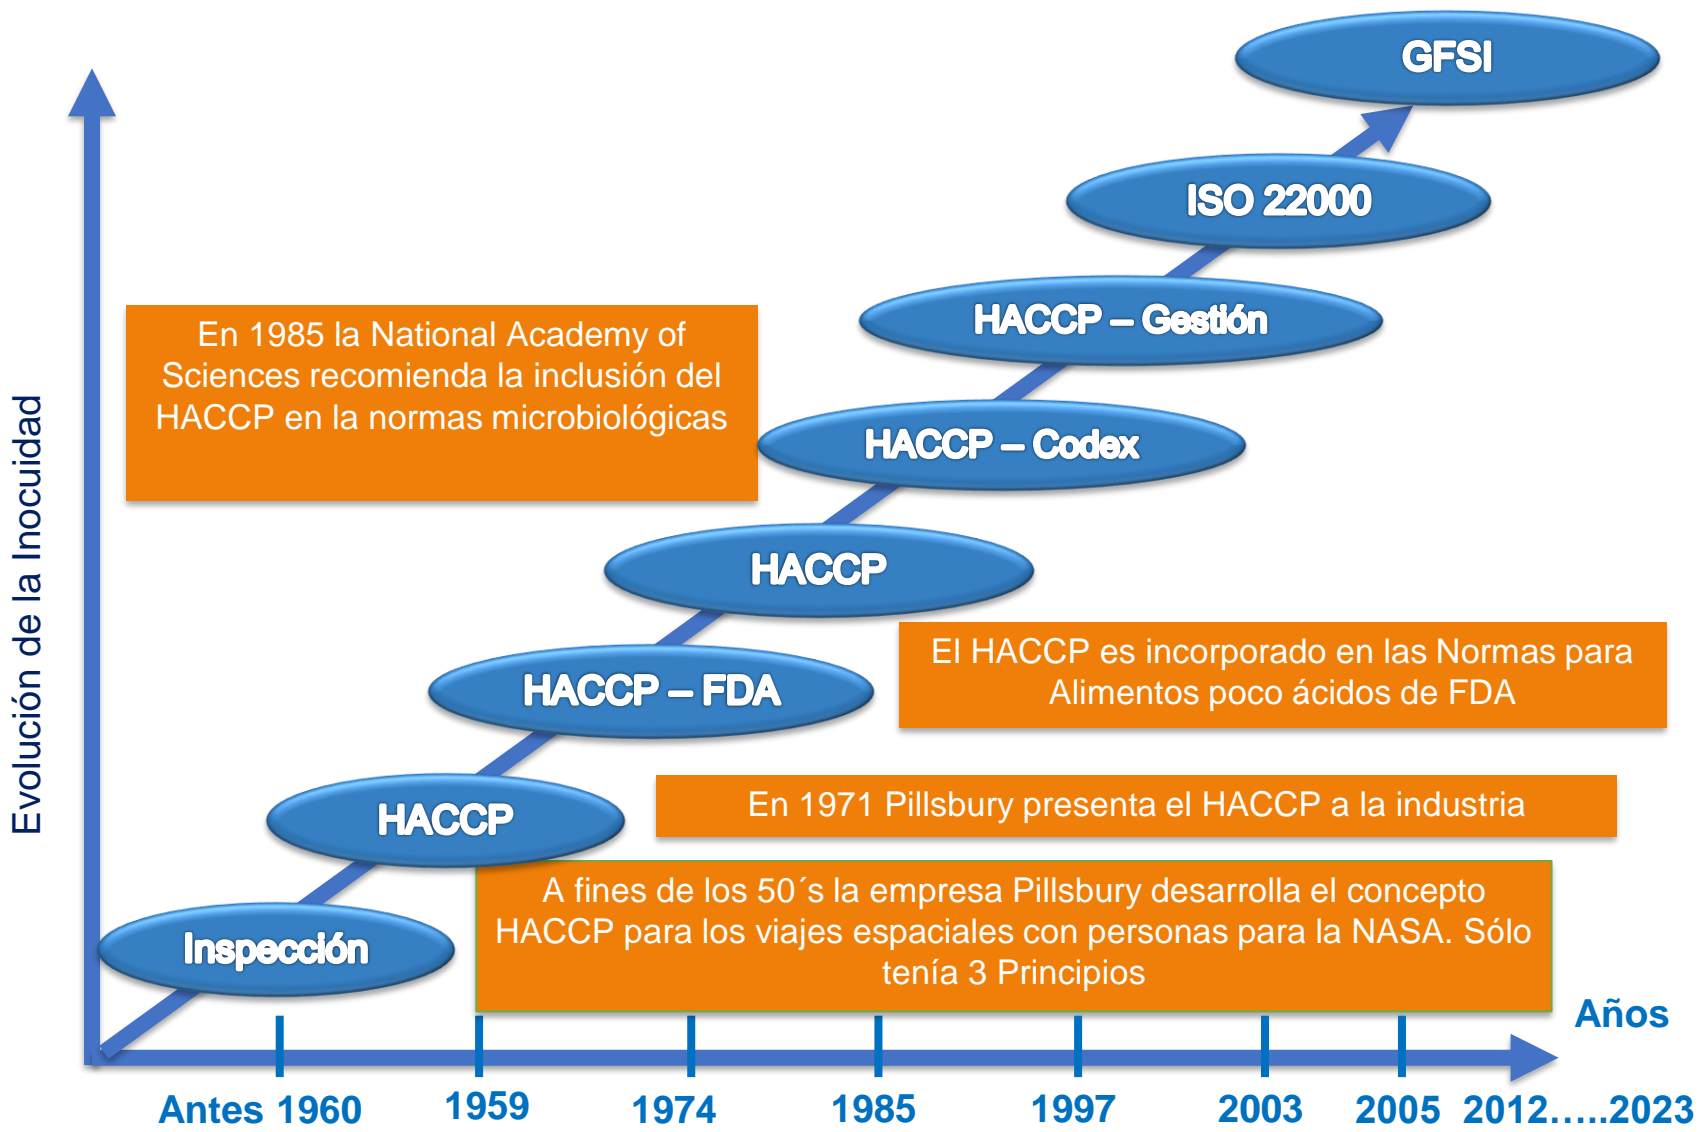 GFSI
ISO 22000
HACCP – Gestión
En 1985 la National Academy of
Sciences recomienda la inclusión del
HACCP en la normas microbiológicas
HACCP – Codex
HACCP
El HACCP es incorporado en las Normas para
Alimentos poco ácidos de FDA
HACCP – FDA
En 1971 Pillsbury presenta el HACCP a la industria
HACCP
A fines de los 50´s la empresa Pillsbury desarrolla el concepto
HACCP para los viajes espaciales con personas para la NASA. Sólo
tenía 3 Principios
Inspección
Evolución de la Inocuidad
Años
Antes 1960
1959
1974
1985
1997
2003
2005
2012.….2023